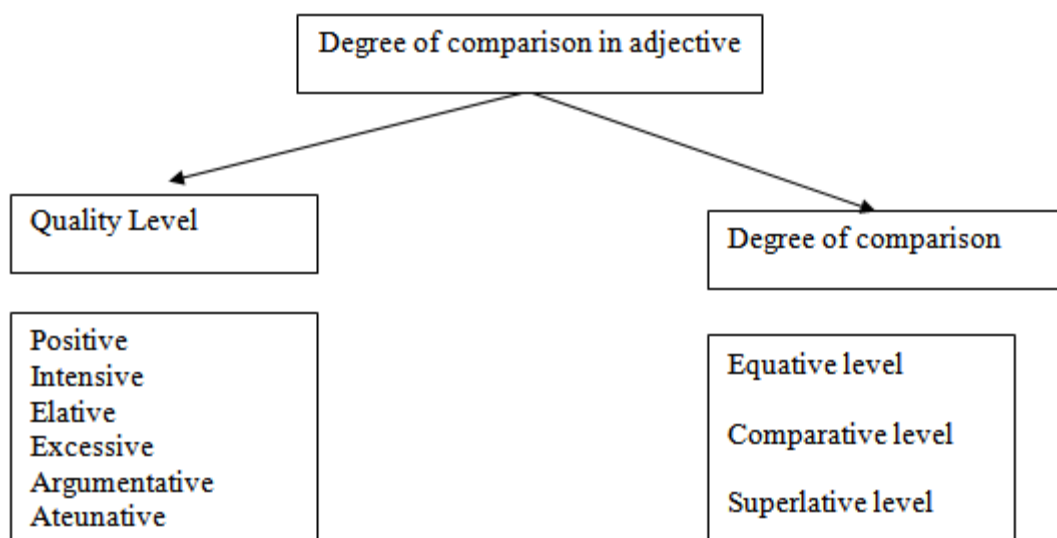 Degree of comparison in adjective
Quality Level
Degree of comparison
Positive
Intensive
Elative
Excessive
Argumentative
Ateunative
Equative level
Comparative level
Superlative level